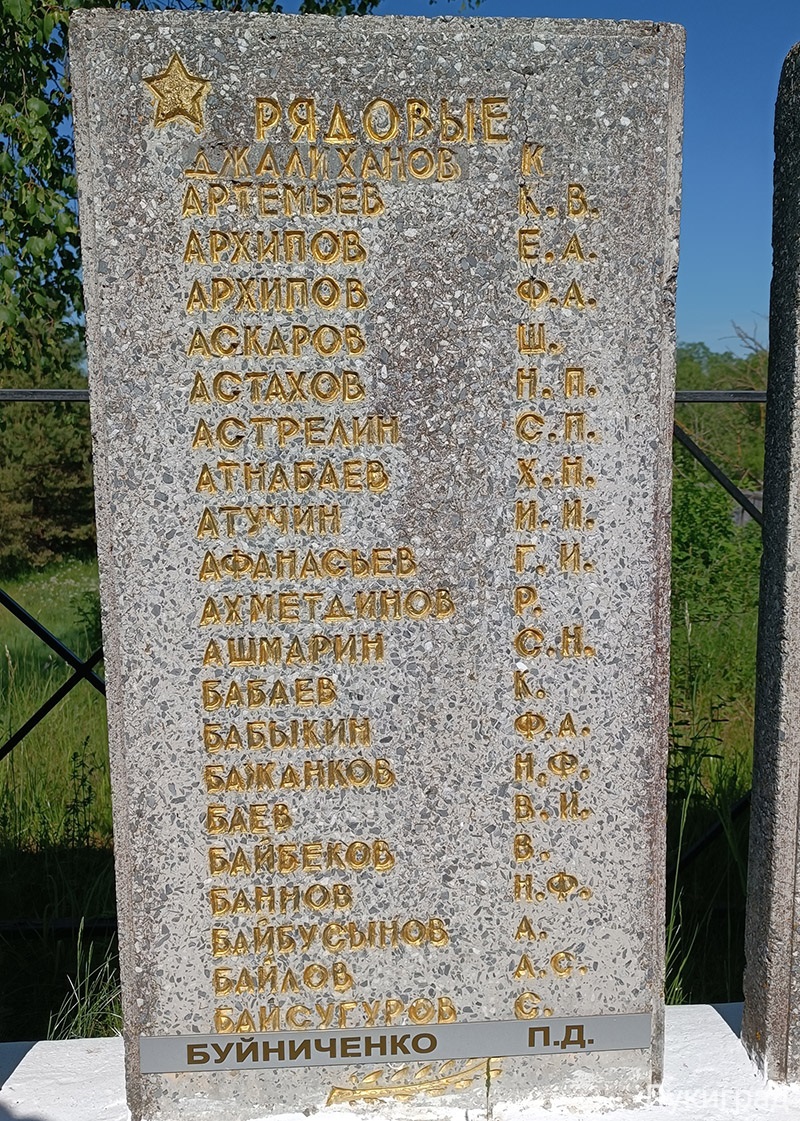 РЯДОВЫЕ
ДЖАЛИХАНОВ К
АРТЕМЬЕВ К.В.
АРХИПОВ Е.А.
АРХИПОВ Ф.А.
АСКАРОВ Ш.
АСТАХОВ Н.П.
АСТРЕЛИН С.П.
АТНАБАЕВ Х.Н.
АТУЧИН И.И.
АФАНАСЬЕВ Г.И.
АХМЕТДИНОВ Р.
АШМАРИН С.Н.
БАБАЕВ К.
БАБЫКИН Ф.А.
БАЖАНКОВ Н.Ф.
БАЕВ В.И.
БАЙБЕКОВ В.
БАННОВ Н.Ф.
БАЙБУСЫНОВ А.
БАЙЛОВ А.С.
БАЙСУГУРОВ С.
БУЙНИЧЕНКО П.Д.
Лукиград